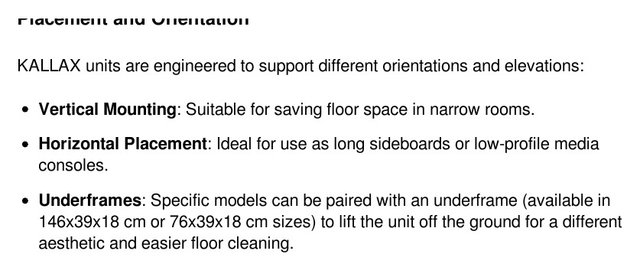 Placement and Orientation
KALLAX units are engineered to support different orientations and elevations:
• Vertical Mounting: Suitable for saving floor space in narrow rooms.
• Horizontal Placement: Ideal for use as long sideboards or low-profile media
consoles.
• Underframes: Specific models can be paired with an underframe (available in
146x39x18 cm or 76x39x18 cm sizes) to lift the unit off the ground for a different
aesthetic and easier floor cleaning.